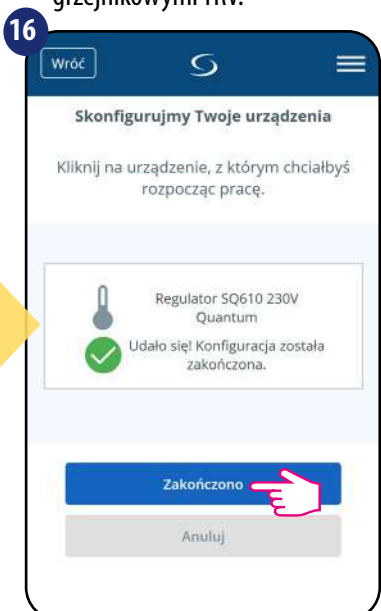 grzejnikowymi TRV.
16
Wróć
Skonfigurujmy Twoje urządzenia
Kliknij na urządzenie, z którym chciałbyś
rozpocząc pracę.
Regulator SQ610 230V
Quantum
Udało się! Konfiguracja została
zakończona.
Zakończono
Anuluj